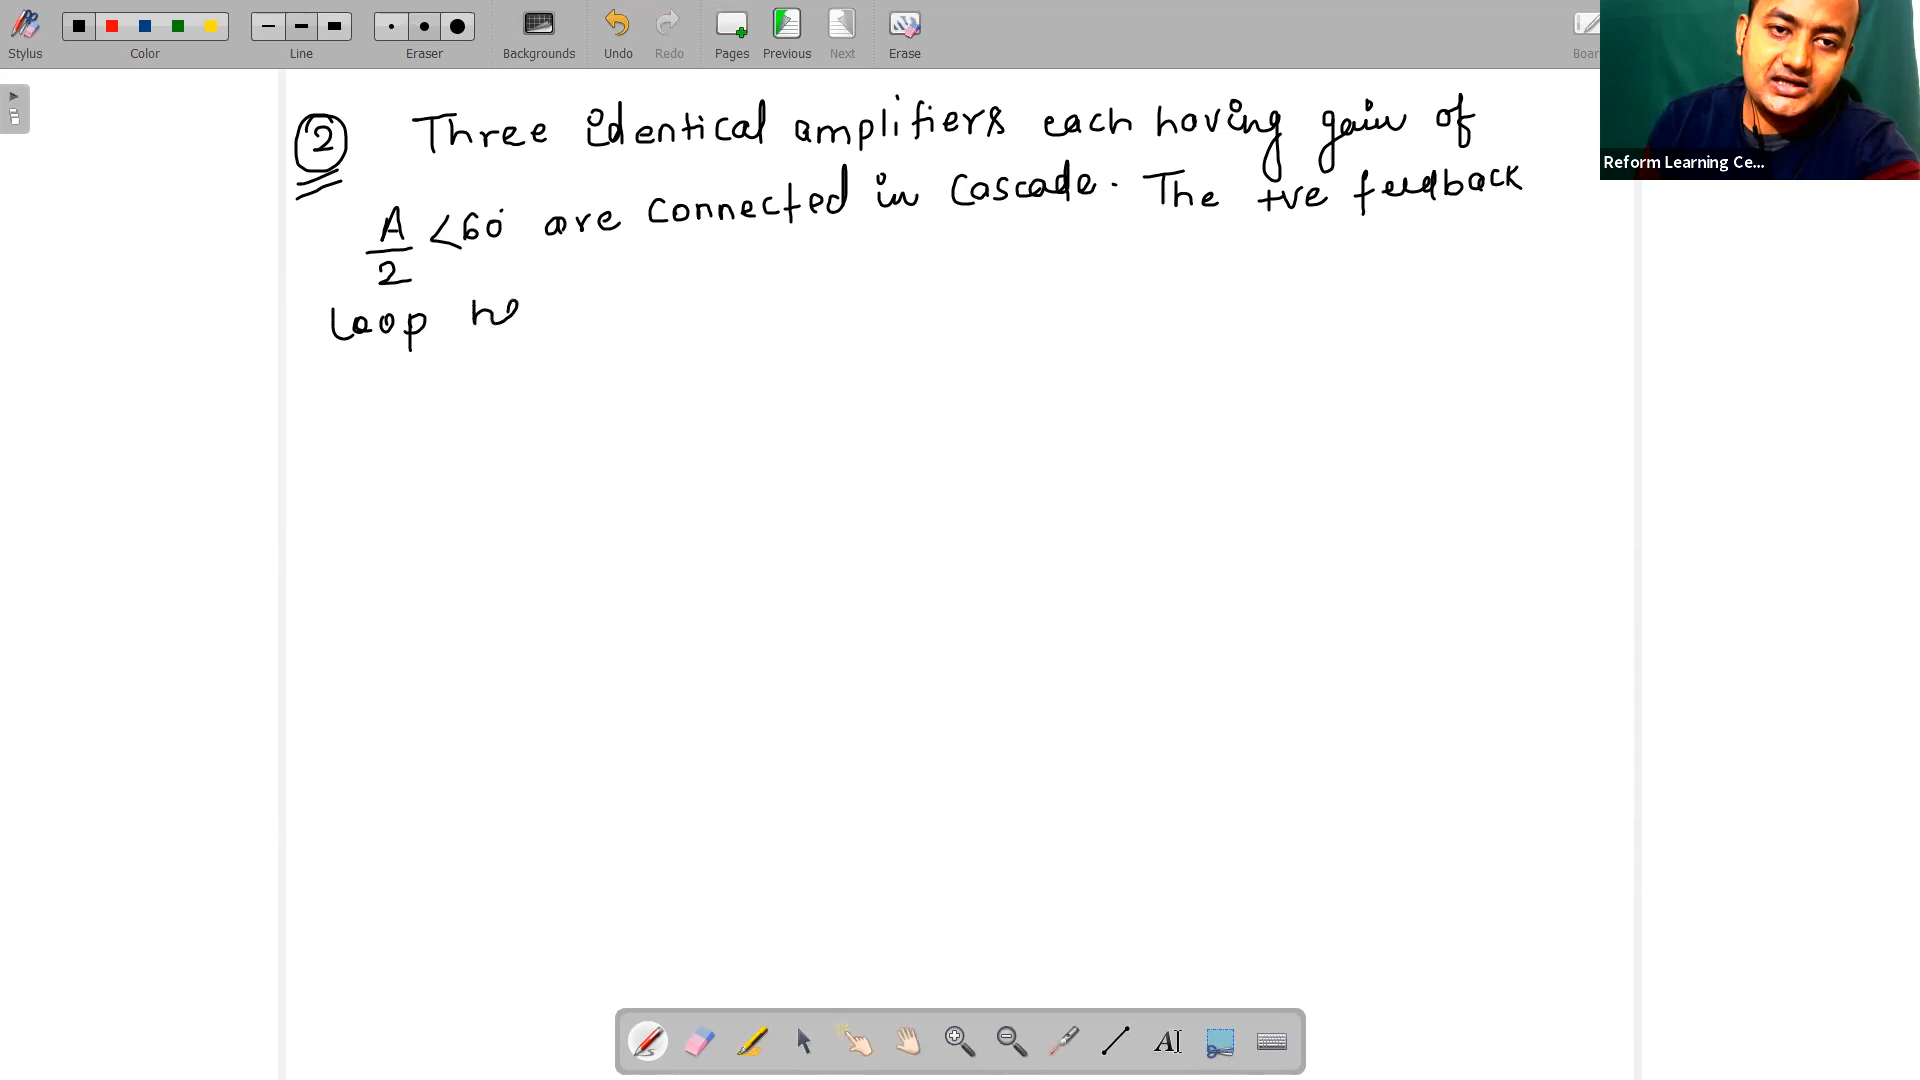 Stylus Color Line Eraser Backgrounds Undo Redo Pages Previous Next Erase Boar
Reform Learning Ce...
② Three identical amplifiers each having gain of
A/2 <60° are connected in Cascade. The +ve feedback
loop